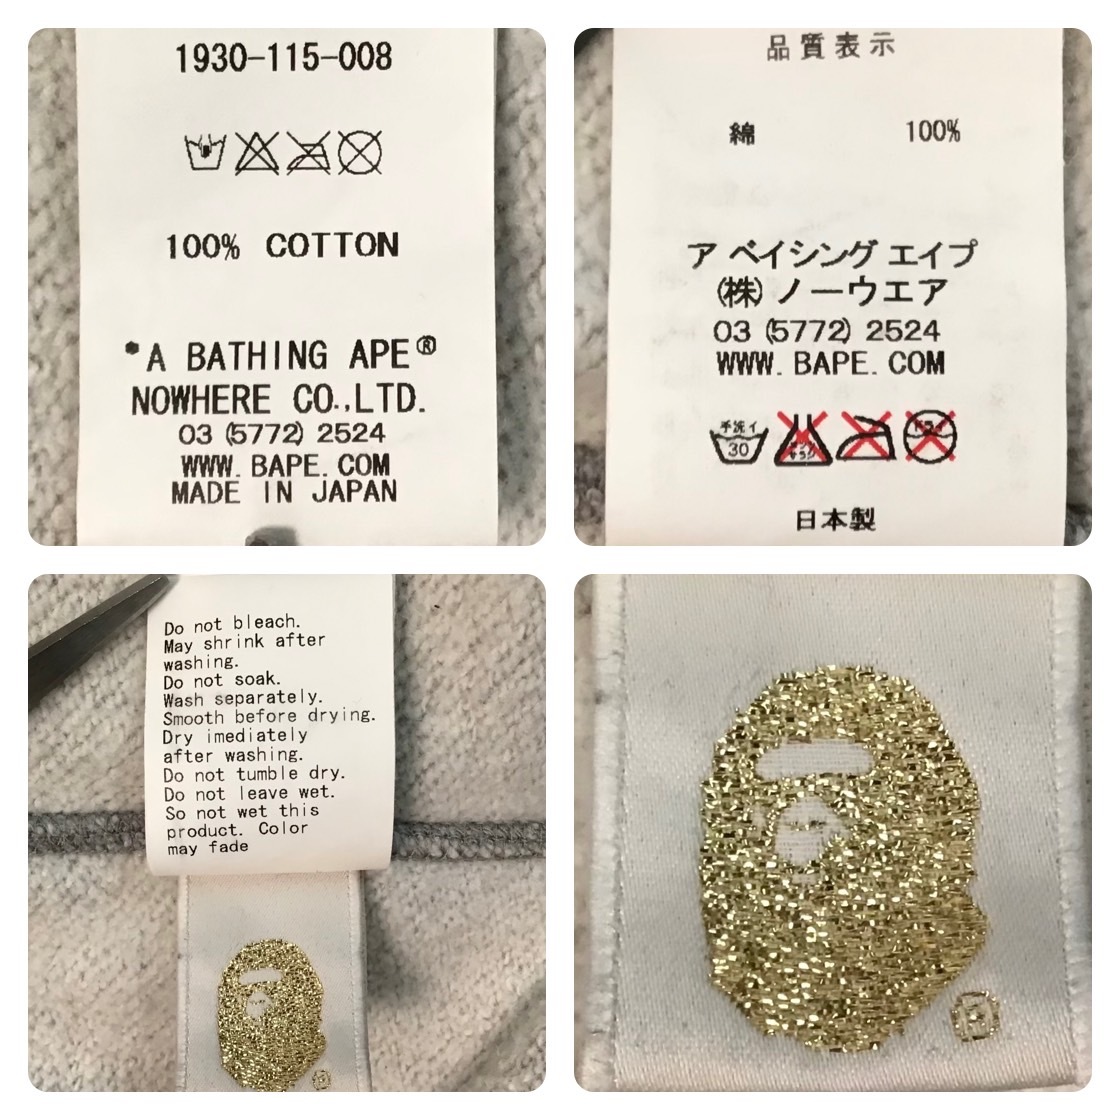 1930-115-008
100% COTTON
*A BATHING APE®
NOWHERE CO.,LTD.
03 (5772) 2524
WWW. BAPE. COM
MADE IN JAPAN
品質表示
綿 100%
ア ベイシング エイプ
(株) ノーウエア
03 (5772) 2524
WWW. BAPE. COM
手洗イ
30
日本製
Do not bleach.
May shrink after
washing.
Do not soak.
Wash separately.
Smooth before drying.
Dry imediately
after washing.
Do not tumble dry.
Do not leave wet.
So not wet this
product. Color
may fade